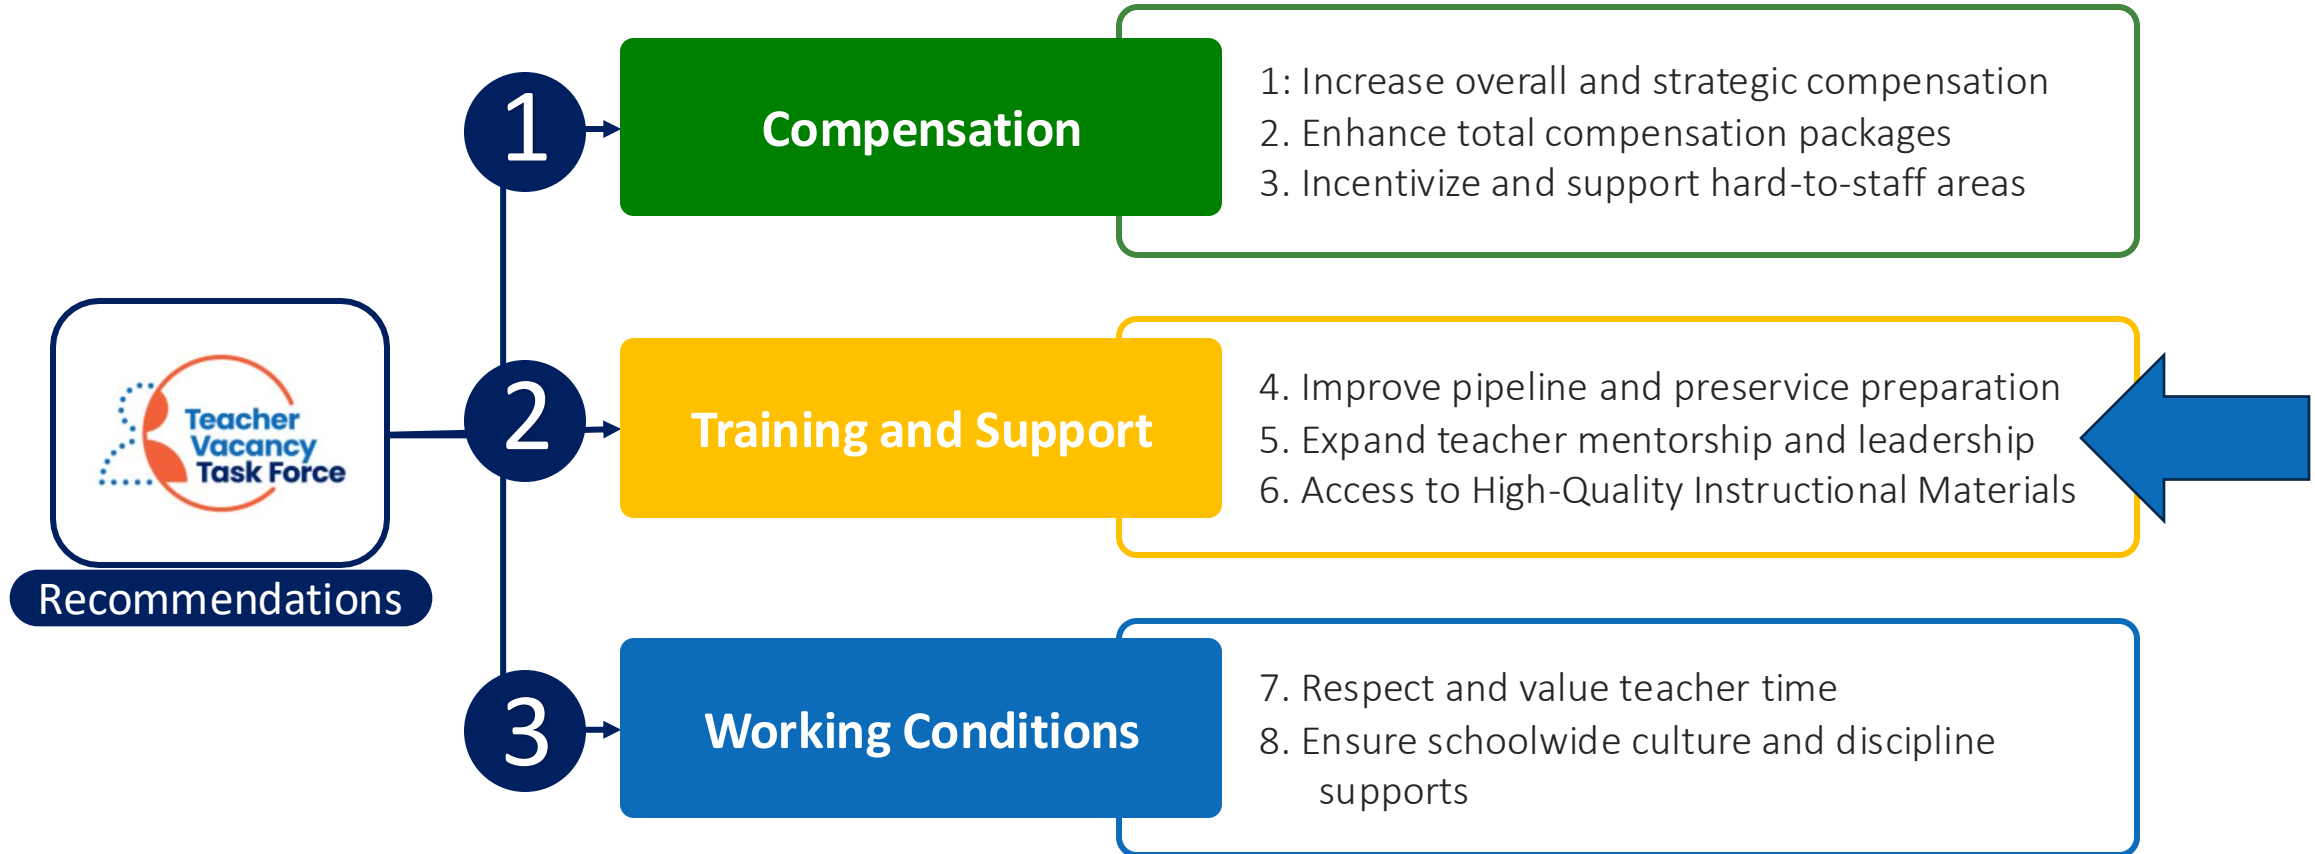 1
Compensation
1: Increase overall and strategic compensation
2. Enhance total compensation packages
3. Incentivize and support hard-to-staff areas
Teacher
Vacancy
Task Force
Recommendations
2
Training and Support
4. Improve pipeline and preservice preparation
5. Expand teacher mentorship and leadership
6. Access to High-Quality Instructional Materials
3
Working Conditions
7. Respect and value teacher time
8. Ensure schoolwide culture and discipline
supports